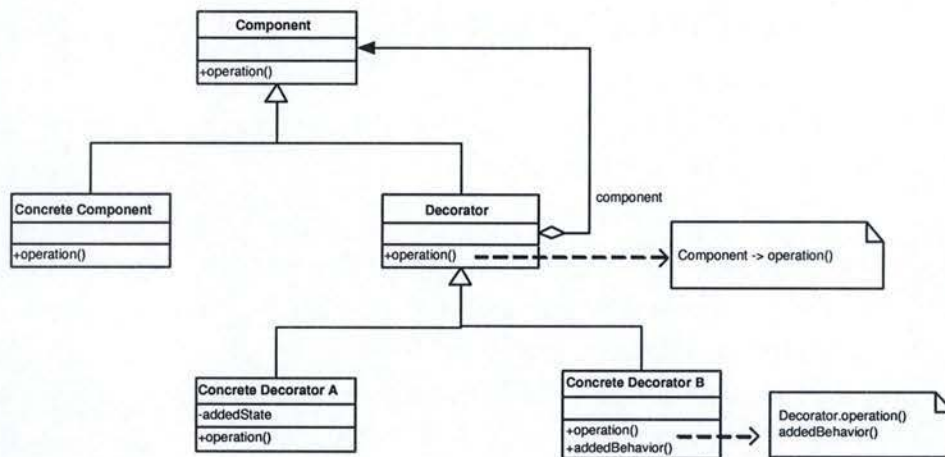 Component
+operation()
Concrete Component
+operation()
Decorator
+operation()
component
Component -> operation()
Concrete Decorator A
-addedState
+operation()
Concrete Decorator B
+operation()
+addedBehavior()
Decorator.operation()
addedBehavior()